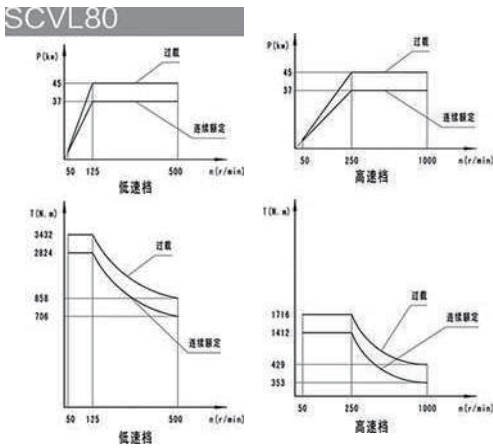 SCVL80
P(kw)
过载
45
37
连续额定
50 125 500 n(r/min)
低速档
P(kw)
过载
45
37
连续额定
50 250 1000 n(r/min)
高速档
T(N.m)
3432
2824
过载
858
706
连续额定
50 125 500 n(r/min)
低速档
T(N.m)
1716
1412
过载
连续额定
429
353
50 250 1000 n(r/min)
高速档